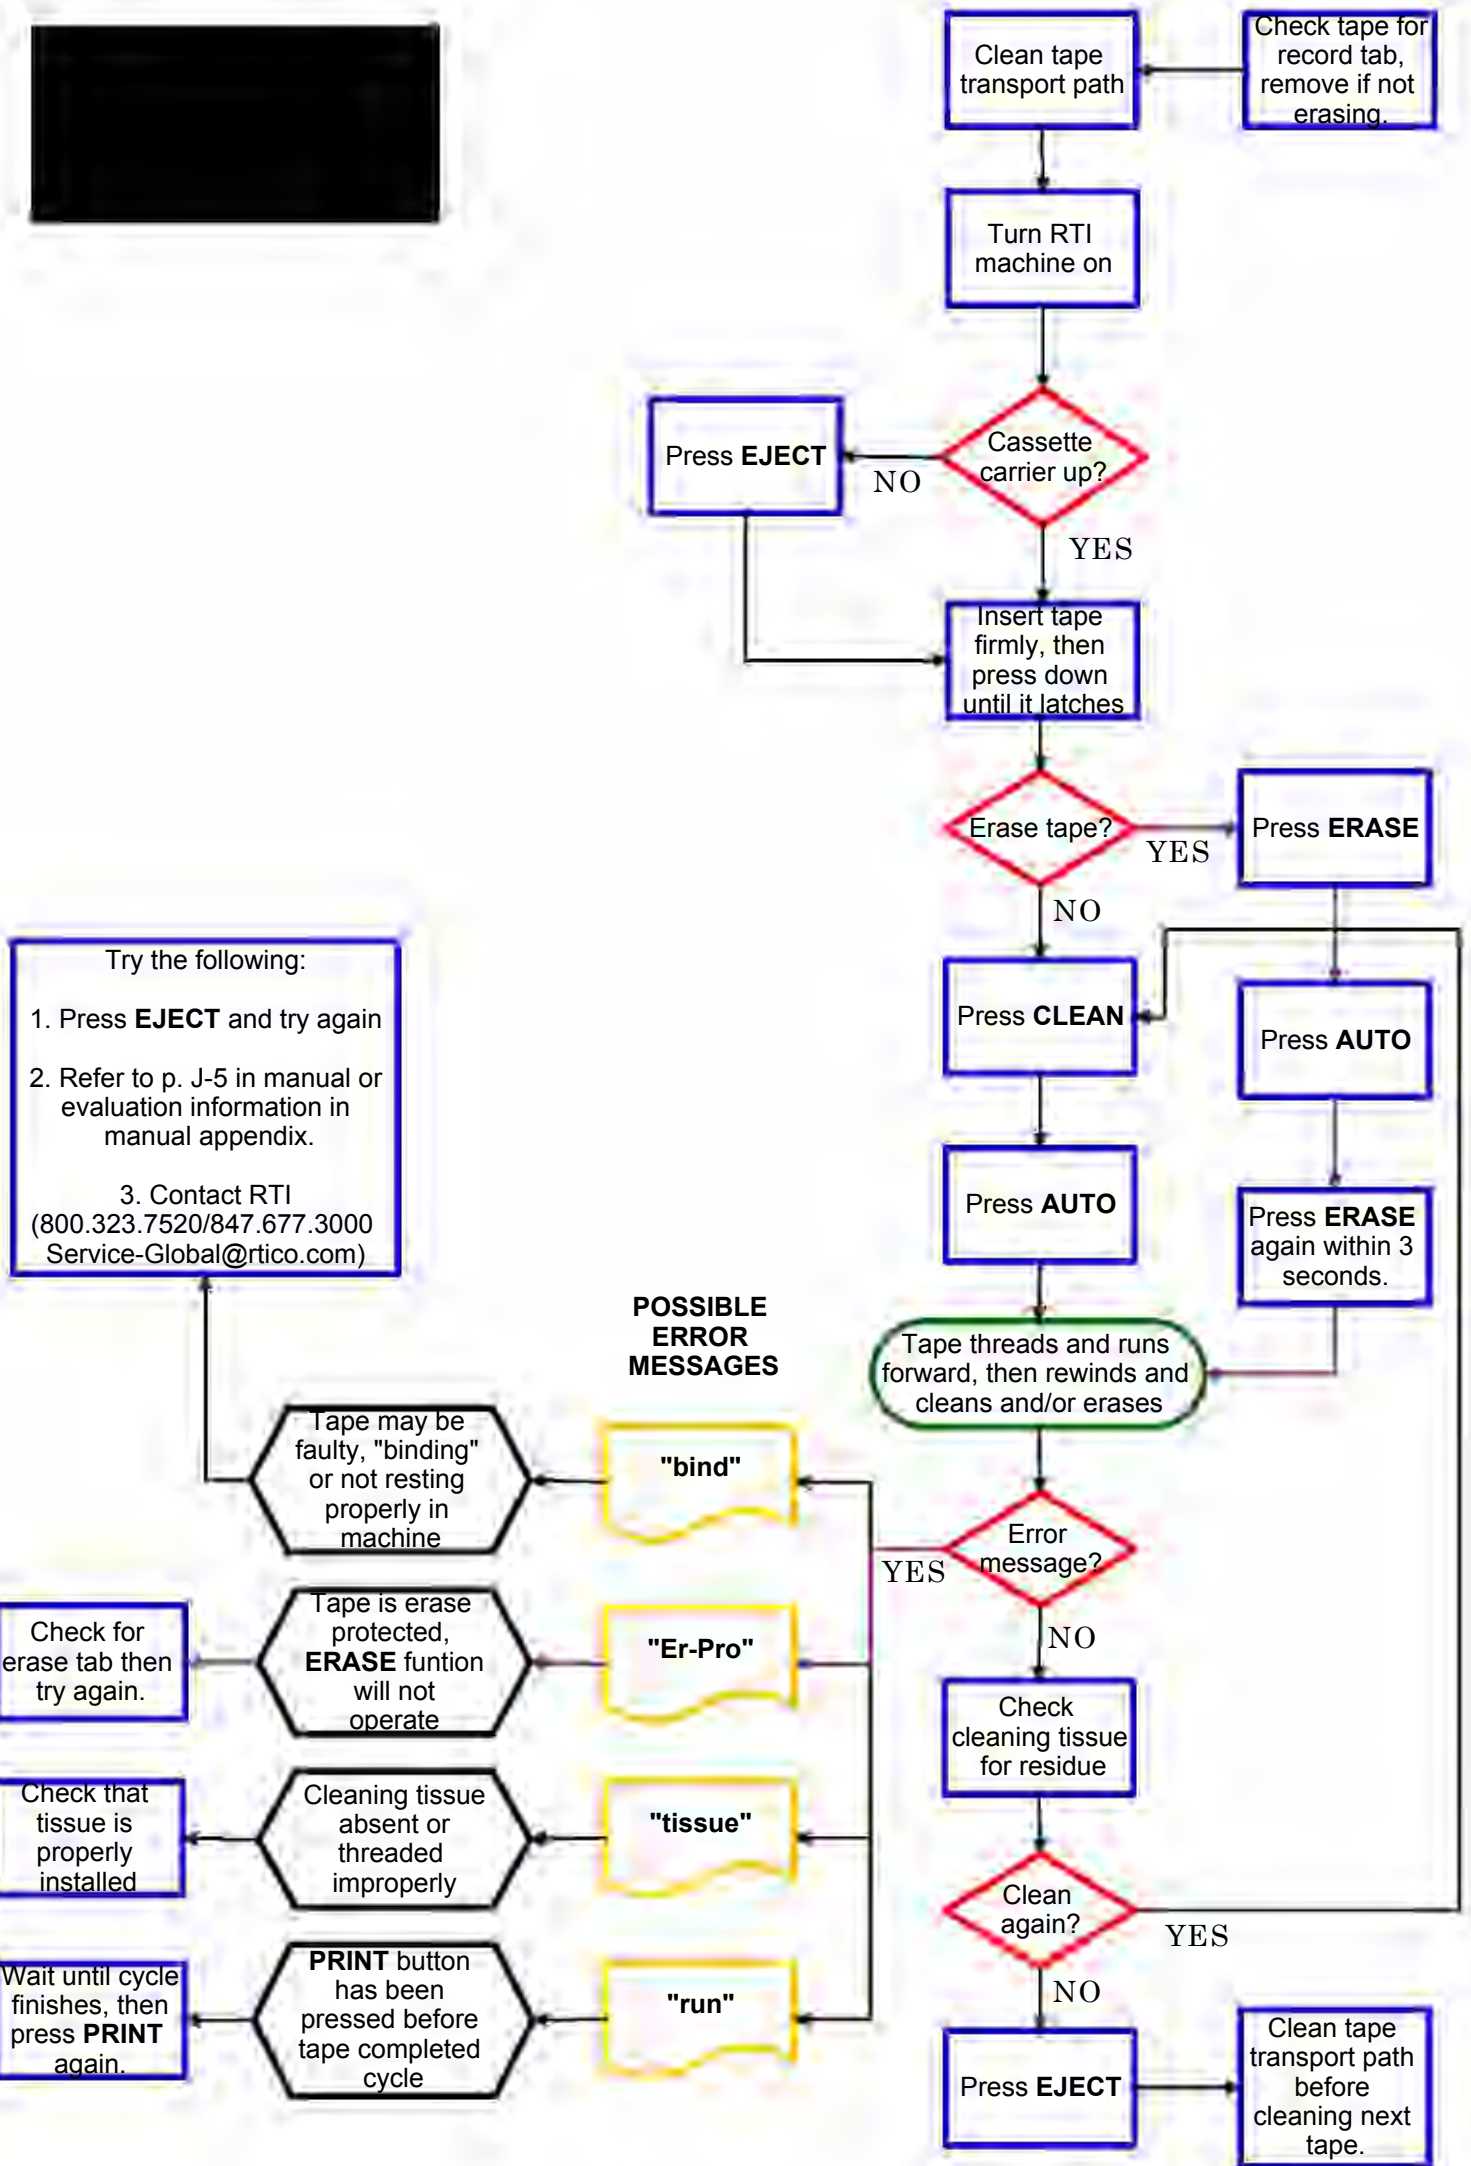 Check tape for
record tab,
remove if not
erasing.
Clean tape
transport path
Turn RTI
machine on
Cassette
carrier up?
NO
Press EJECT
YES
Insert tape
firmly, then
press down
until it latches
Erase tape?
YES
Press ERASE
NO
Press CLEAN
Press AUTO
Press AUTO
Press ERASE
again within 3
seconds.
Tape threads and runs
forward, then rewinds and
cleans and/or erases
Error
message?
YES
NO
POSSIBLE
ERROR
MESSAGES
"bind"
Tape may be
faulty, "binding"
or not resting
properly in
machine
Try the following:
1. Press EJECT and try again
2. Refer to p. J-5 in manual or
evaluation information in
manual appendix.
3. Contact RTI
(800.323.7520/847.677.3000
Service-Global@rtico.com)
"Er-Pro"
Tape is erase
protected,
ERASE funtion
will not
operate
Check for
erase tab then
try again.
"tissue"
Cleaning tissue
absent or
threaded
improperly
Check that
tissue is
properly
installed
"run"
PRINT button
has been
pressed before
tape completed
cycle
Wait until cycle
finishes, then
press PRINT
again.
Check
cleaning tissue
for residue
Clean
again?
YES
NO
Press EJECT
Clean tape
transport path
before
cleaning next
tape.